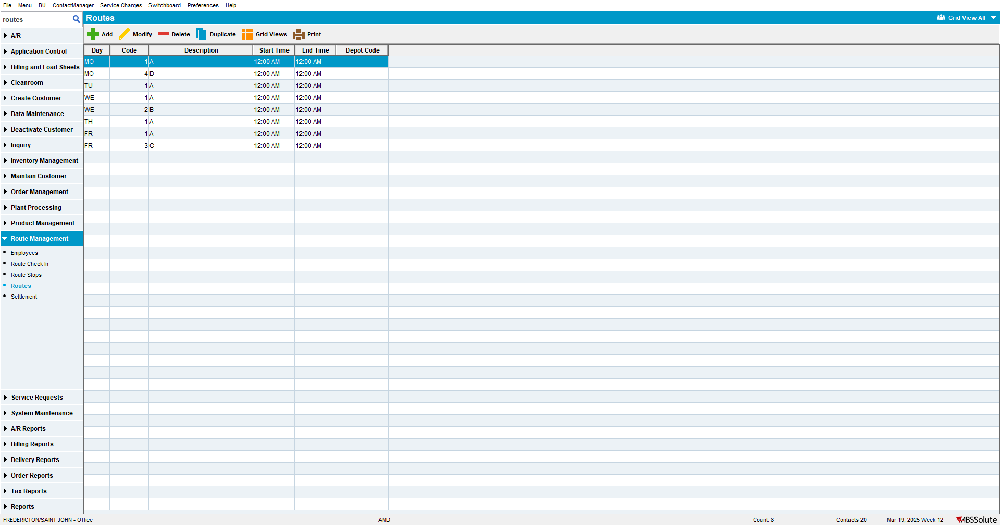 File Menu BU ContactManager Service Charges Switchboard Preferences Help
routes
Routes
Grid View All
Add Modify Delete Duplicate Grid Views Print
A/R
Application Control
Billing and Load Sheets
Cleanroom
Create Customer
Data Maintenance
Deactivate Customer
Inquiry
Inventory Management
Maintain Customer
Order Management
Plant Processing
Product Management
Route Management
Employees
Route Check In
Route Stops
Routes
Settlement
Service Requests
System Maintenance
A/R Reports
Billing Reports
Delivery Reports
Order Reports
Tax Reports
Reports
Day Code Description Start Time End Time Depot Code
MO 1 A 12:00 AM 12:00 AM
MO 4 D 12:00 AM 12:00 AM
TU 1 A 12:00 AM 12:00 AM
WE 1 A 12:00 AM 12:00 AM
WE 2 B 12:00 AM 12:00 AM
TH 1 A 12:00 AM 12:00 AM
FR 1 A 12:00 AM 12:00 AM
FR 3 C 12:00 AM 12:00 AM
FREDERICTON/SAINT JOHN - Office AMD Count: 8 Contacts 20 Mar 19, 2025 Week 12 ABSSolute